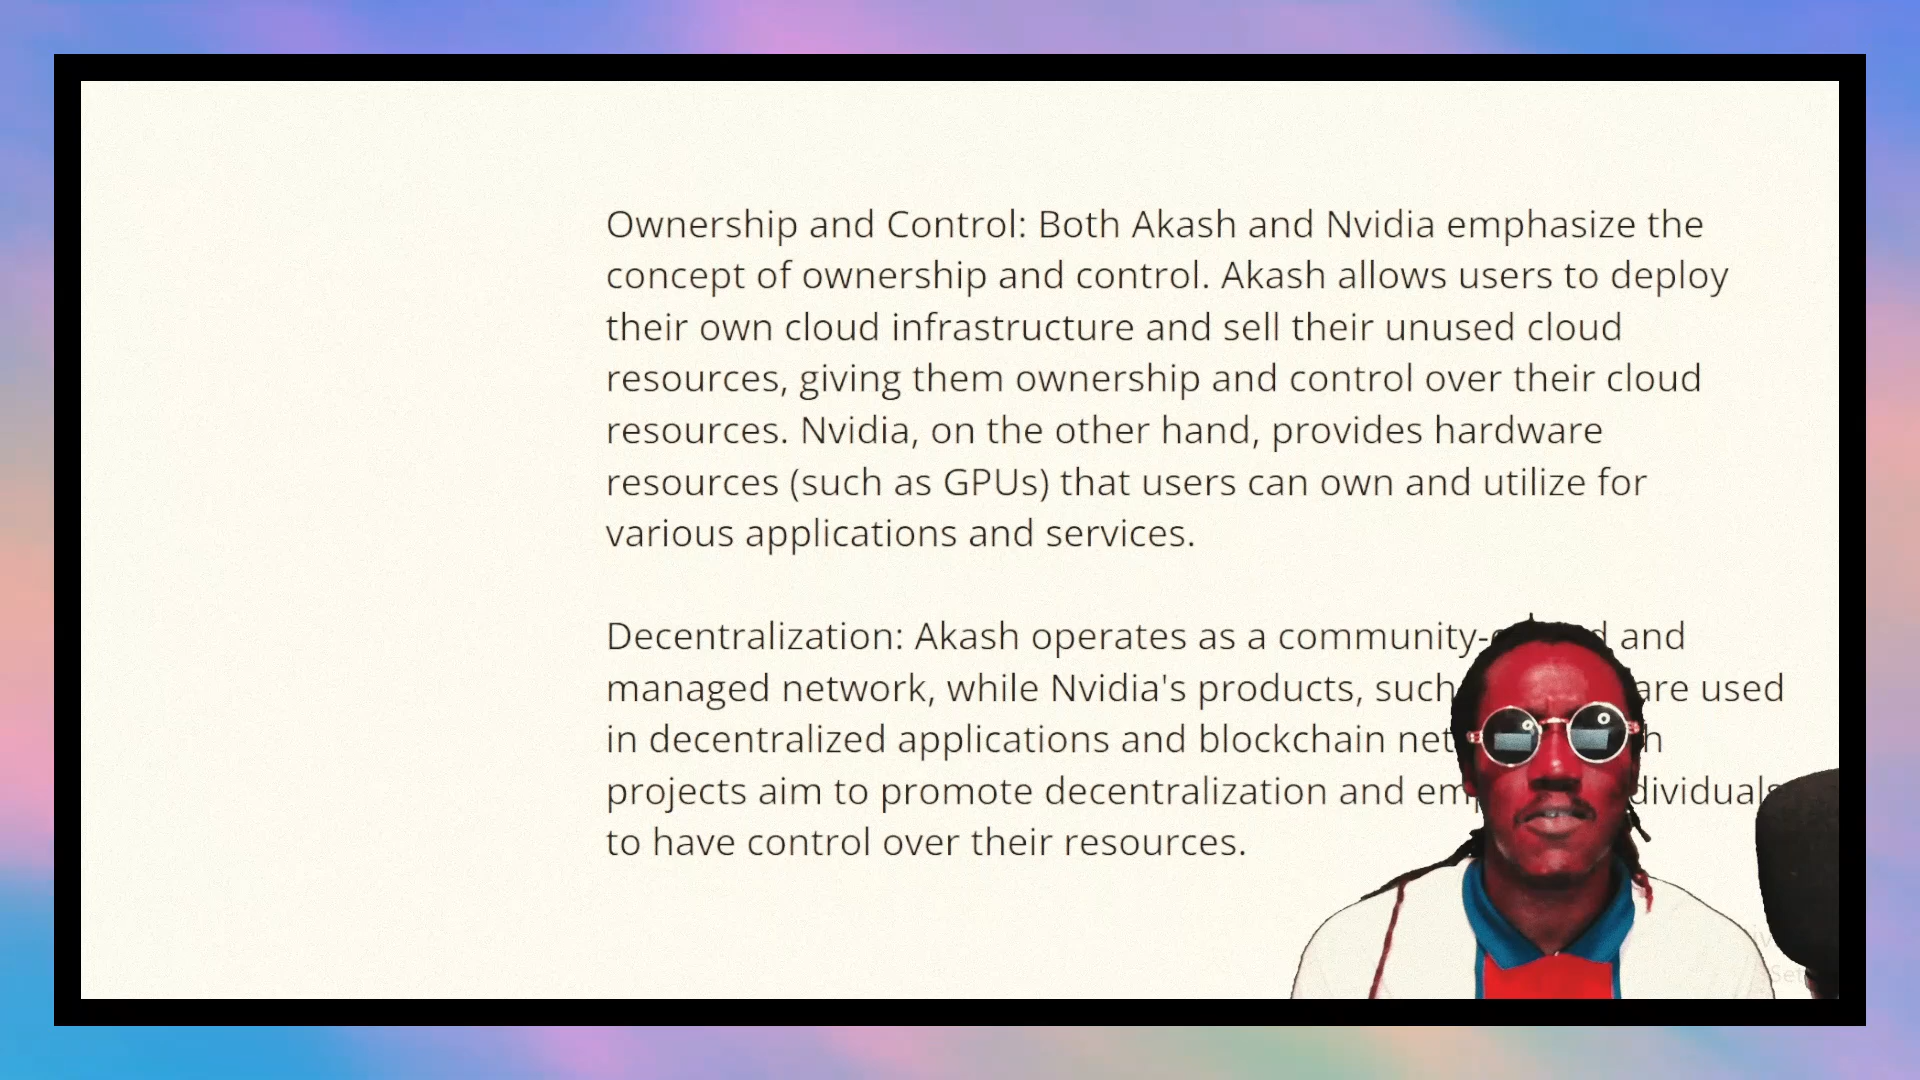 Ownership and Control: Both Akash and Nvidia emphasize the
concept of ownership and control. Akash allows users to deploy
their own cloud infrastructure and sell their unused cloud
resources, giving them ownership and control over their cloud
resources. Nvidia, on the other hand, provides hardware
resources (such as GPUs) that users can own and utilize for
various applications and services.
Decentralization: Akash operates as a community- and
managed network, while Nvidia's products, such are used
in decentralized applications and blockchain
projects aim to promote decentralization and
to have control over their resources.